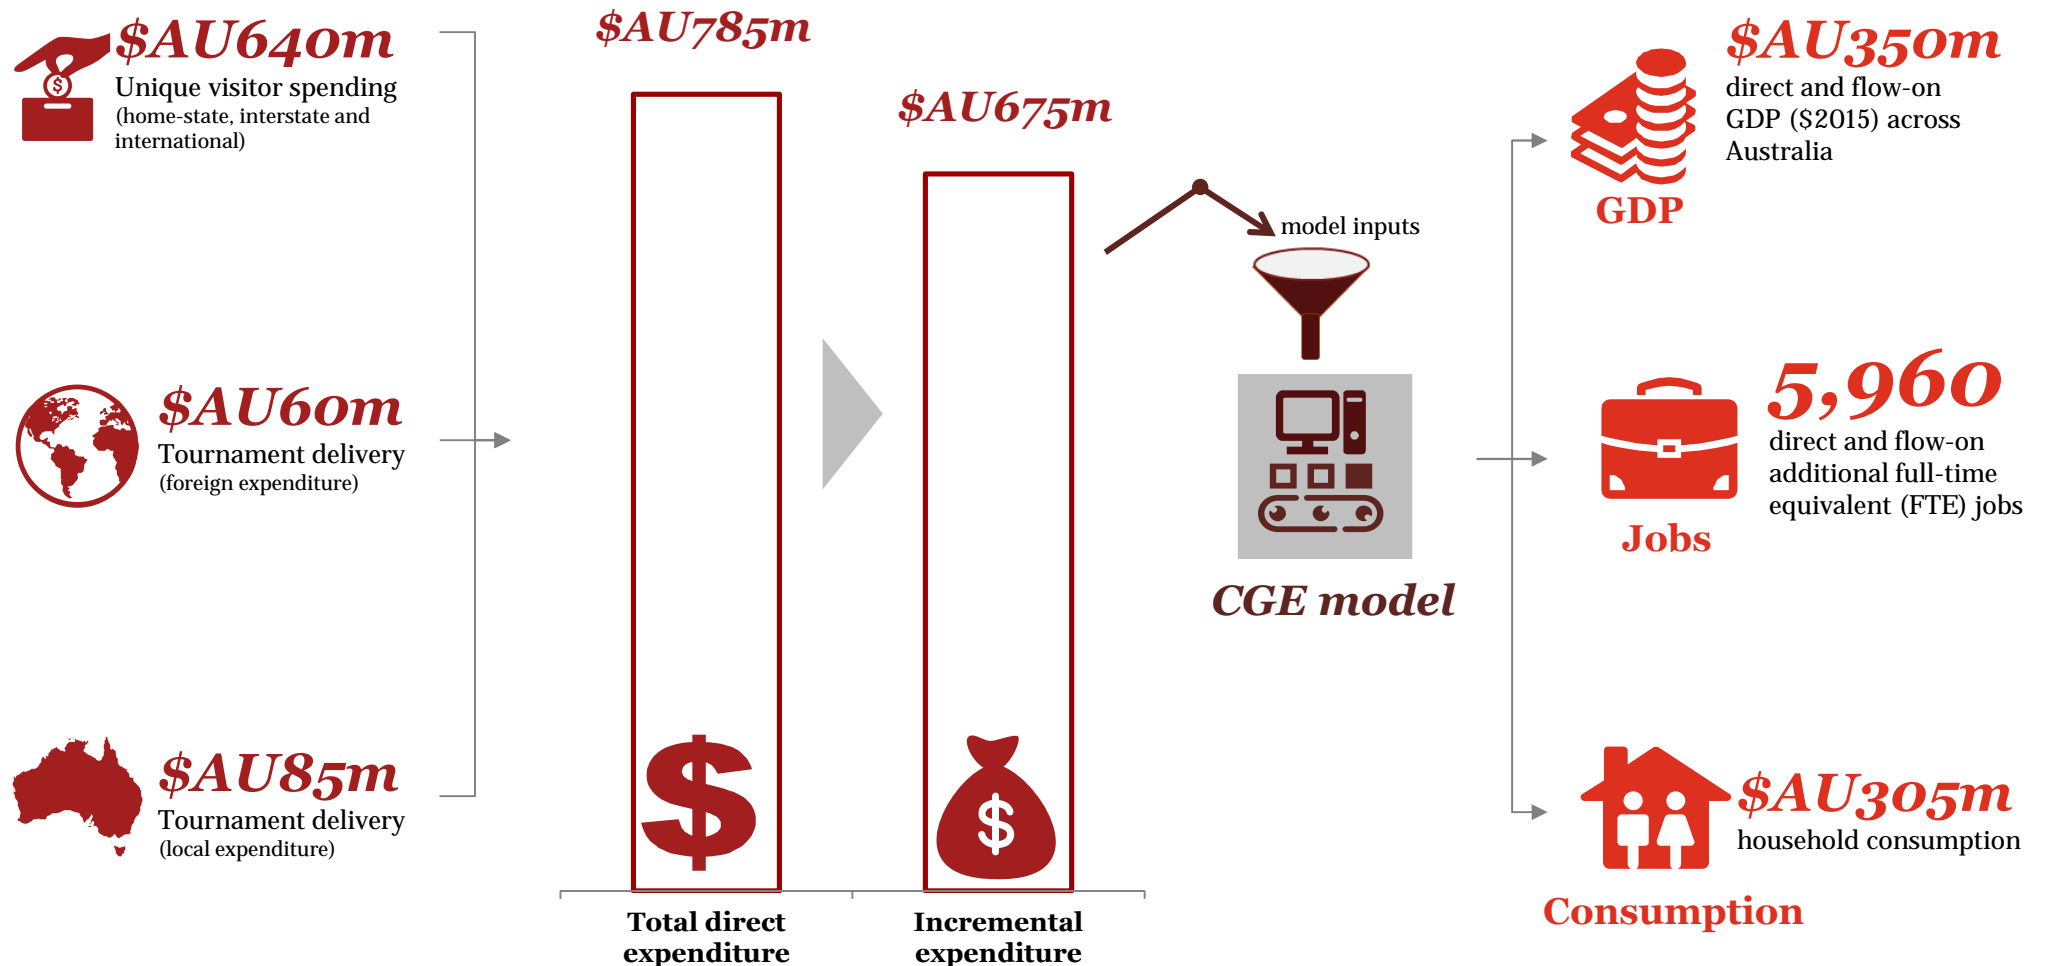 $AU640m
Unique visitor spending
(home-state, interstate and
international)
$AU60m
Tournament delivery
(foreign expenditure)
$AU85m
Tournament delivery
(local expenditure)
$AU785m
$
Total direct
expenditure
$AU675m
$
Incremental
expenditure
model inputs
CGE model
$AU350m
direct and flow-on
GDP ($2015) across
Australia
GDP
5,960
direct and flow-on
additional full-time
equivalent (FTE) jobs
Jobs
$AU305m
household consumption
Consumption